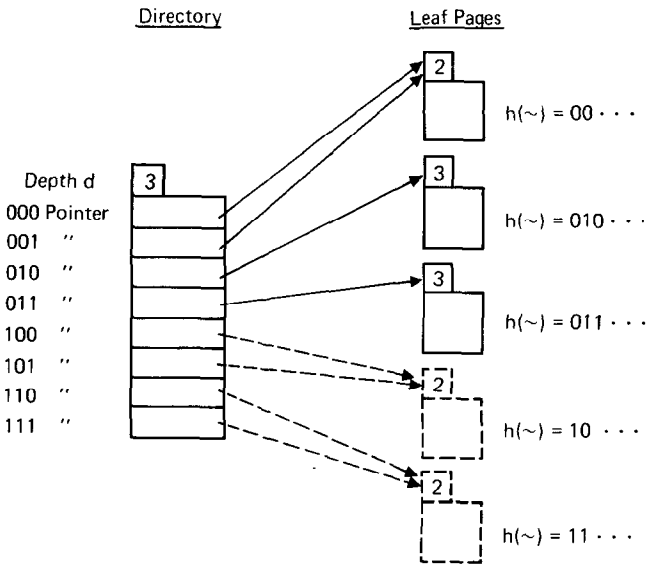 Directory
Leaf Pages
2
h(~) = 00 · · ·
3
h(~) = 010 · · ·
Depth d 3
000 Pointer
001 "
010 "
011 "
100 "
101 "
110 "
111 "
3
h(~) = 011 · · ·
2
h(~) = 10 · · ·
2
h(~) = 11 · · ·